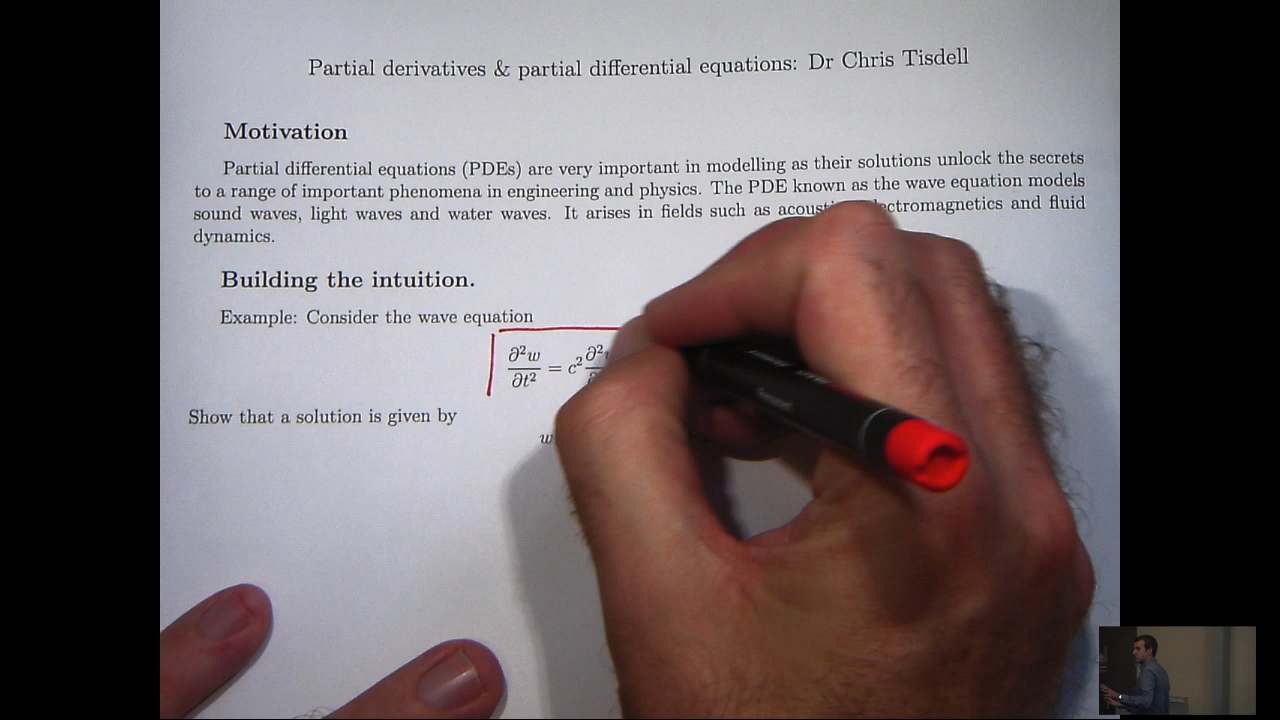 Partial derivatives & partial differential equations: Dr Chris Tisdell
Motivation
Partial differential equations (PDEs) are very important in modelling as their solutions unlock the secrets
to a range of important phenomena in engineering and physics. The PDE known as the wave equation models
sound waves, light waves and water waves. It arises in fields such as and fluid
dynamics.
Building the intuition.
Example: Consider the wave equation
∂²w/∂t² = c²
Show that a solution is given by
w